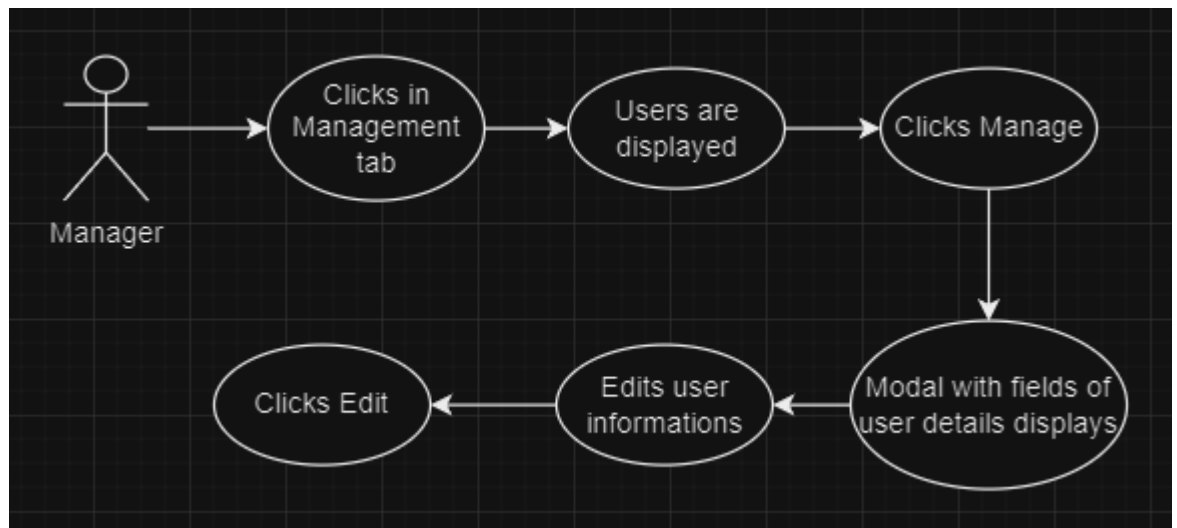 Manager
Clicks in
Management
tab
Users are
displayed
Clicks Manage
Modal with fields of
user details displays
Edits user
informations
Clicks Edit